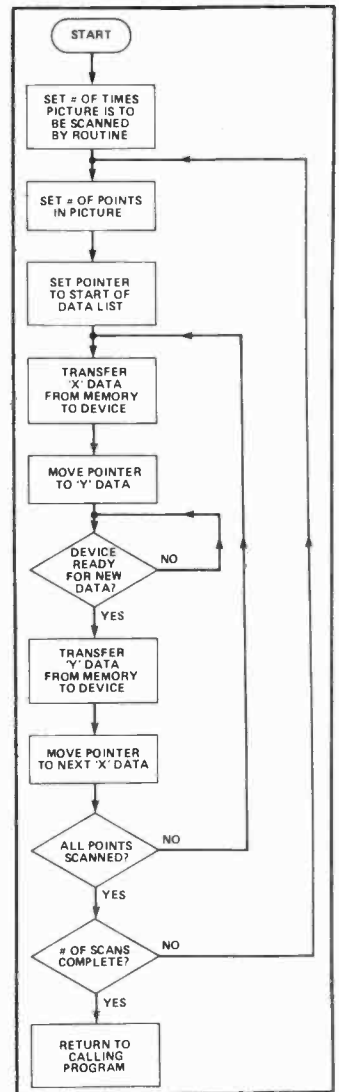 START
SET # OF TIMES
PICTURE IS TO
BE SCANNED
BY ROUTINE
SET # OF POINTS
IN PICTURE
SET POINTER
TO START OF
DATA LIST
TRANSFER
'X' DATA
FROM MEMORY
TO DEVICE
MOVE POINTER
TO 'Y' DATA
DEVICE
READY
FOR NEW
DATA?
NO
YES
TRANSFER
'Y' DATA
FROM MEMORY
TO DEVICE
MOVE POINTER
TO NEXT 'X' DATA
ALL POINTS
SCANNED?
NO
YES
# OF SCANS
COMPLETE?
NO
YES
RETURN TO
CALLING
PROGRAM